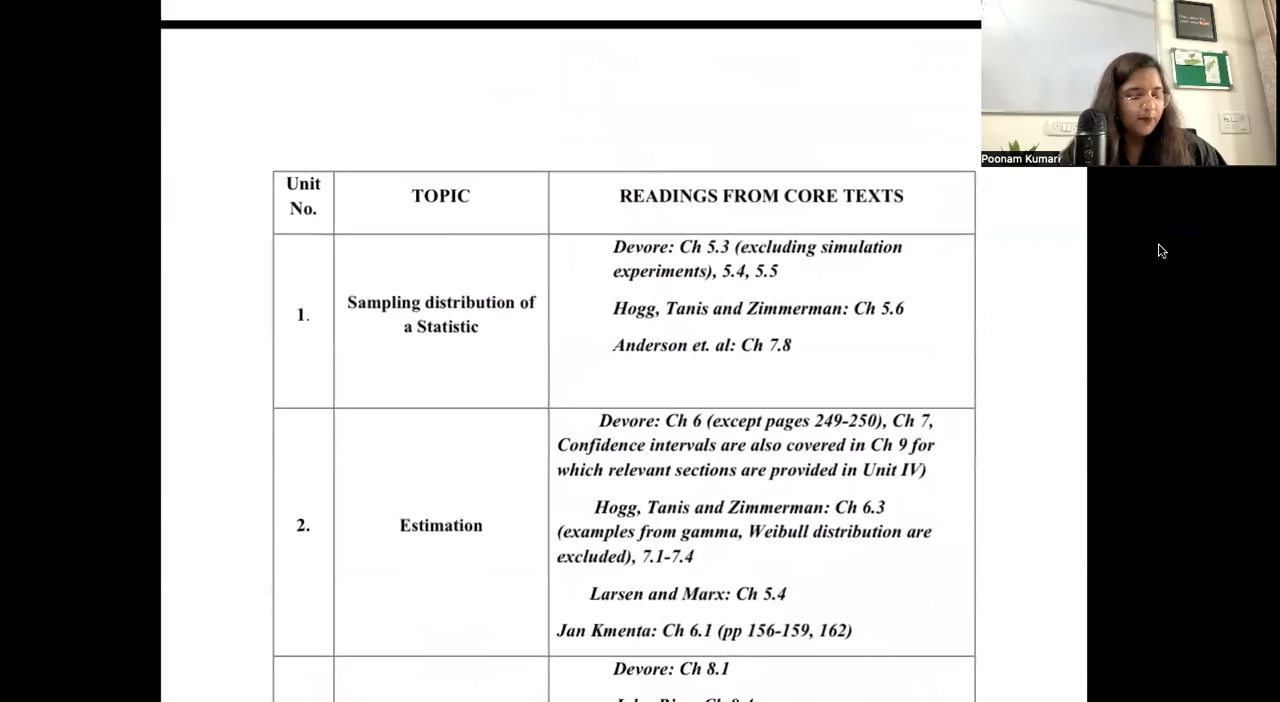 Unit
No.
TOPIC
READINGS FROM CORE TEXTS
1.
Sampling distribution of
a Statistic
Devore: Ch 5.3 (excluding simulation
experiments), 5.4, 5.5
Hogg, Tanis and Zimmerman: Ch 5.6
Anderson et. al: Ch 7.8
2.
Estimation
Devore: Ch 6 (except pages 249-250), Ch 7,
Confidence intervals are also covered in Ch 9 for
which relevant sections are provided in Unit IV)
Hogg, Tanis and Zimmerman: Ch 6.3
(examples from gamma, Weibull distribution are
excluded), 7.1-7.4
Larsen and Marx: Ch 5.4
Jan Kmenta: Ch 6.1 (pp 156-159, 162)
Devore: Ch 8.1
Poonam Kumari